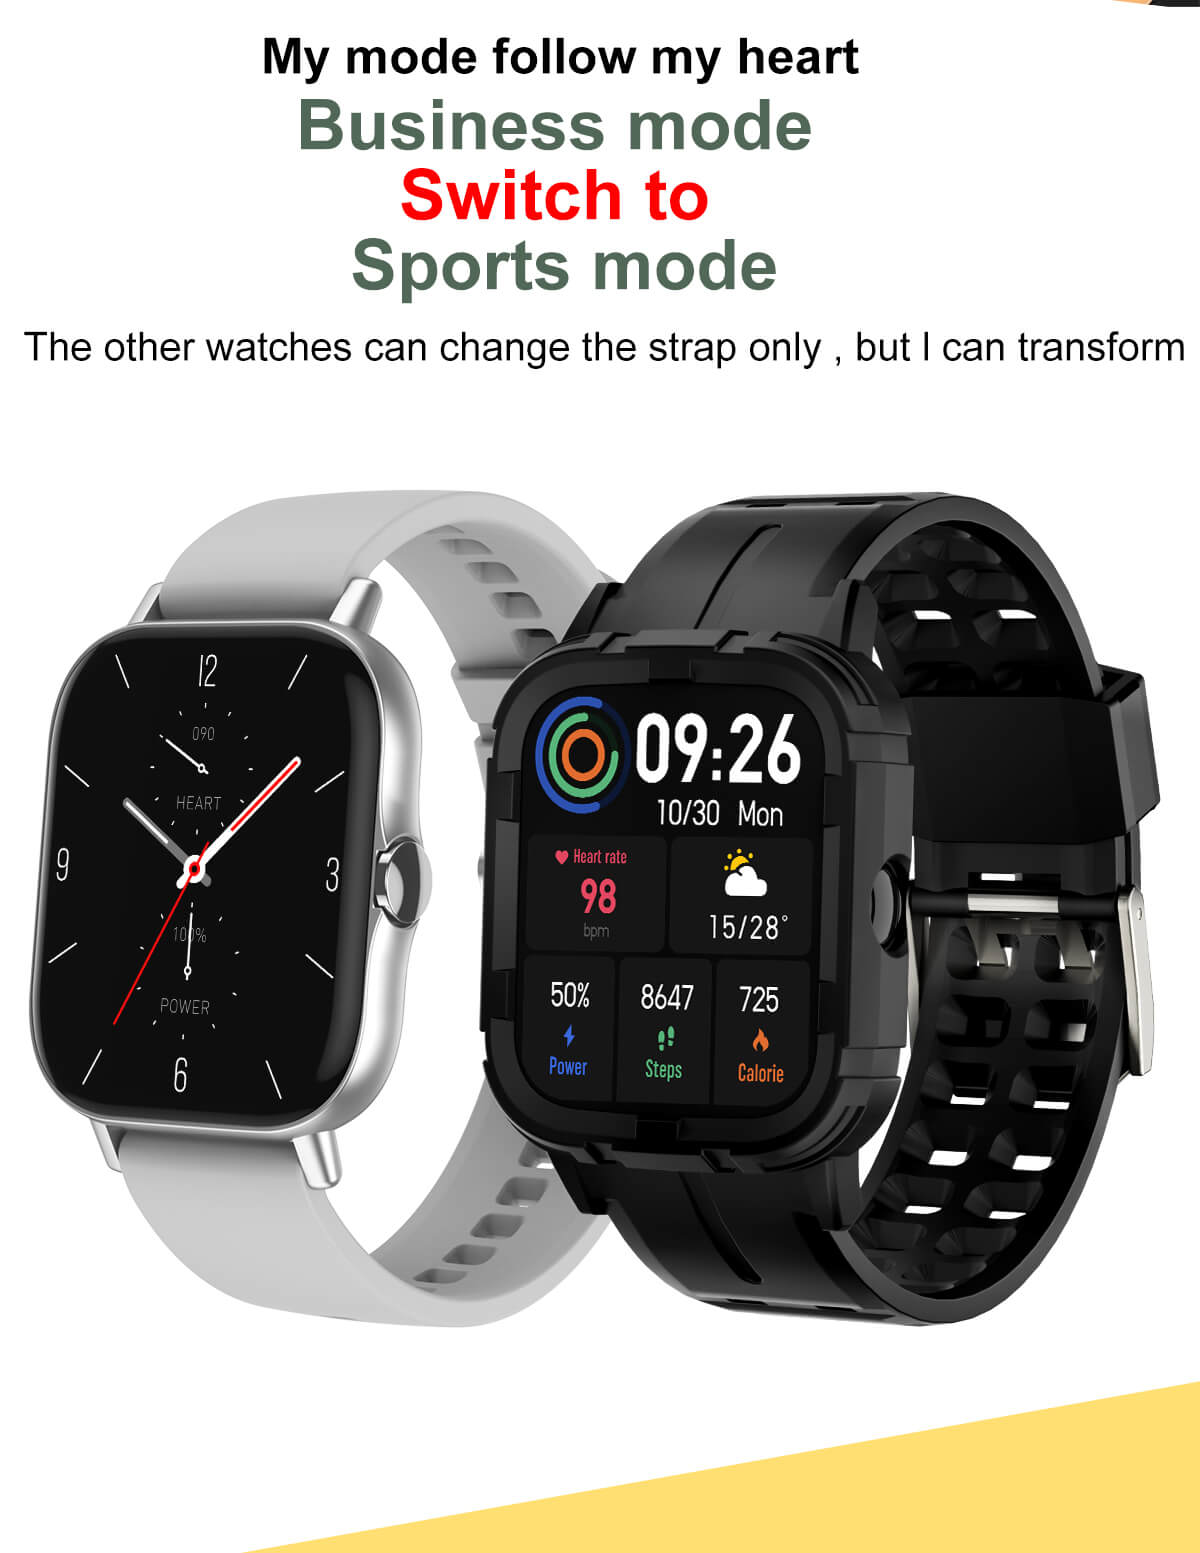 My mode follow my heart
Business mode
Switch to
Sports mode
The other watches can change the strap only , but I can transform
12
090
HEART
9
3
100%
POWER
6
09:26
10/30 Mon
Heart rate
98
bpm
15/28°
50%
Power
8647
Steps
725
Calorie